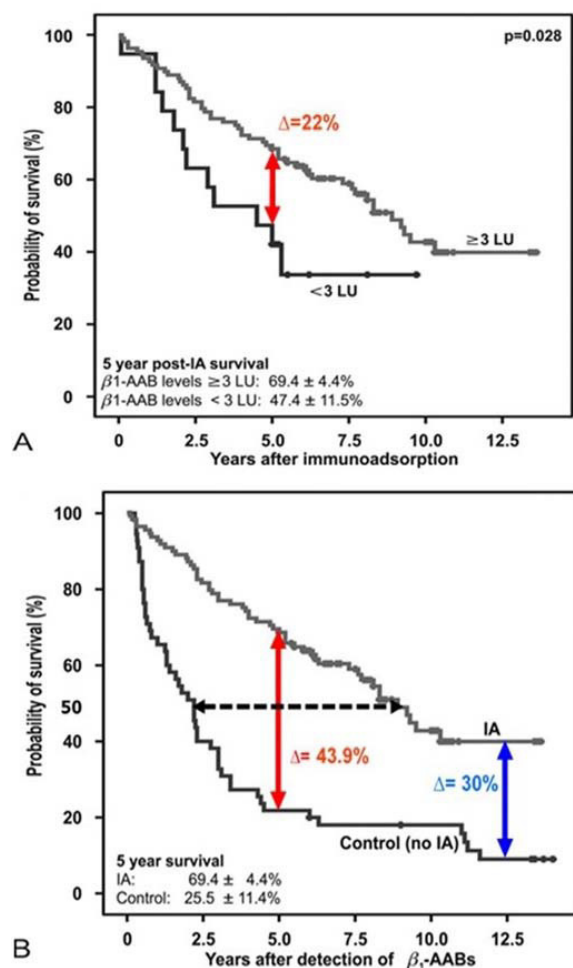 p=0.028
100
80
60
40
20
0
Probability of survival (%)
Δ=22%
≥3 LU
<3 LU
5 year post-IA survival
β1-AAB levels ≥3 LU: 69.4 ± 4.4%
β1-AAB levels <3 LU: 47.4 ± 11.5%
0 2.5 5.0 7.5 10.0 12.5
A
Years after immunoadsorption
100
80
60
50
40
20
0
Probability of survival (%)
IA
Δ= 43.9%
Δ= 30%
Control (no IA)
5 year survival
IA: 69.4 ± 4.4%
Control: 25.5 ± 11.4%
0 2.5 5.0 7.5 10.0 12.5
B
Years after detection of β₁-AABs